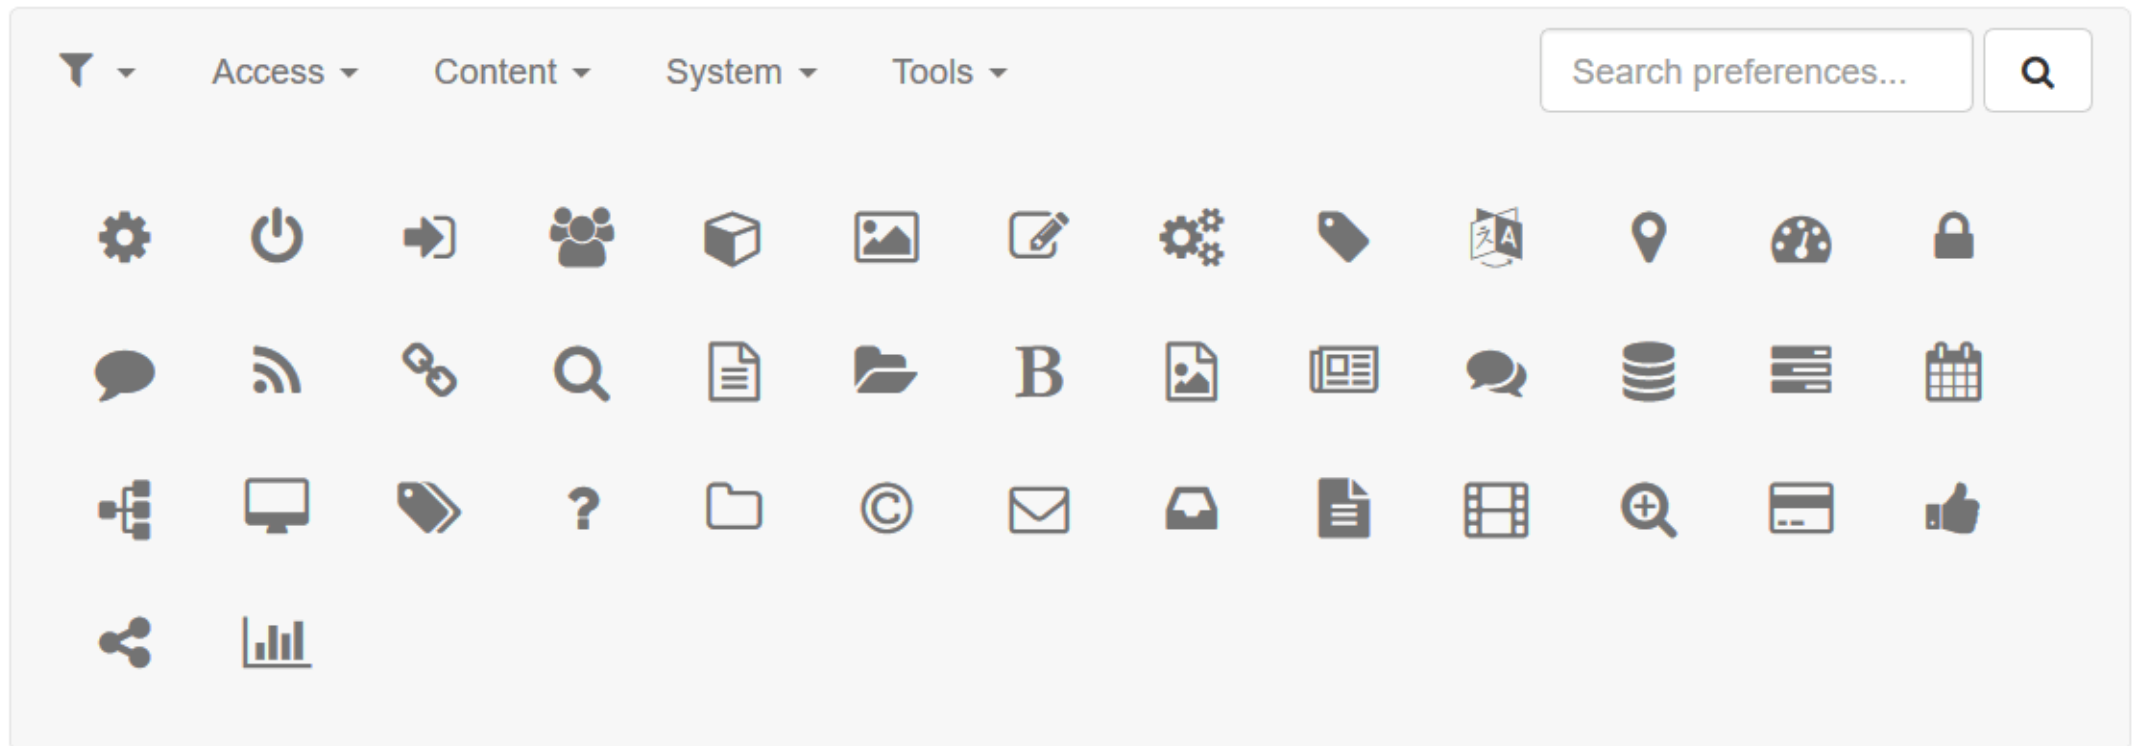 Access
Content
System
Tools
Search preferences...
B